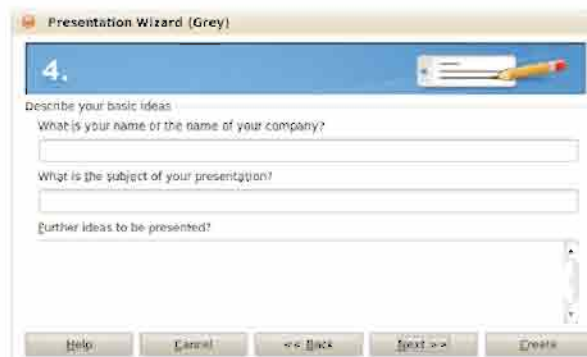 Presentation Wizard (Grey)
4.
Describe your basic ideas
What is your name or the name of your company?
What is the subject of your presentation?
Further ideas to be presented?
Help Cancel << Back Next >> Create